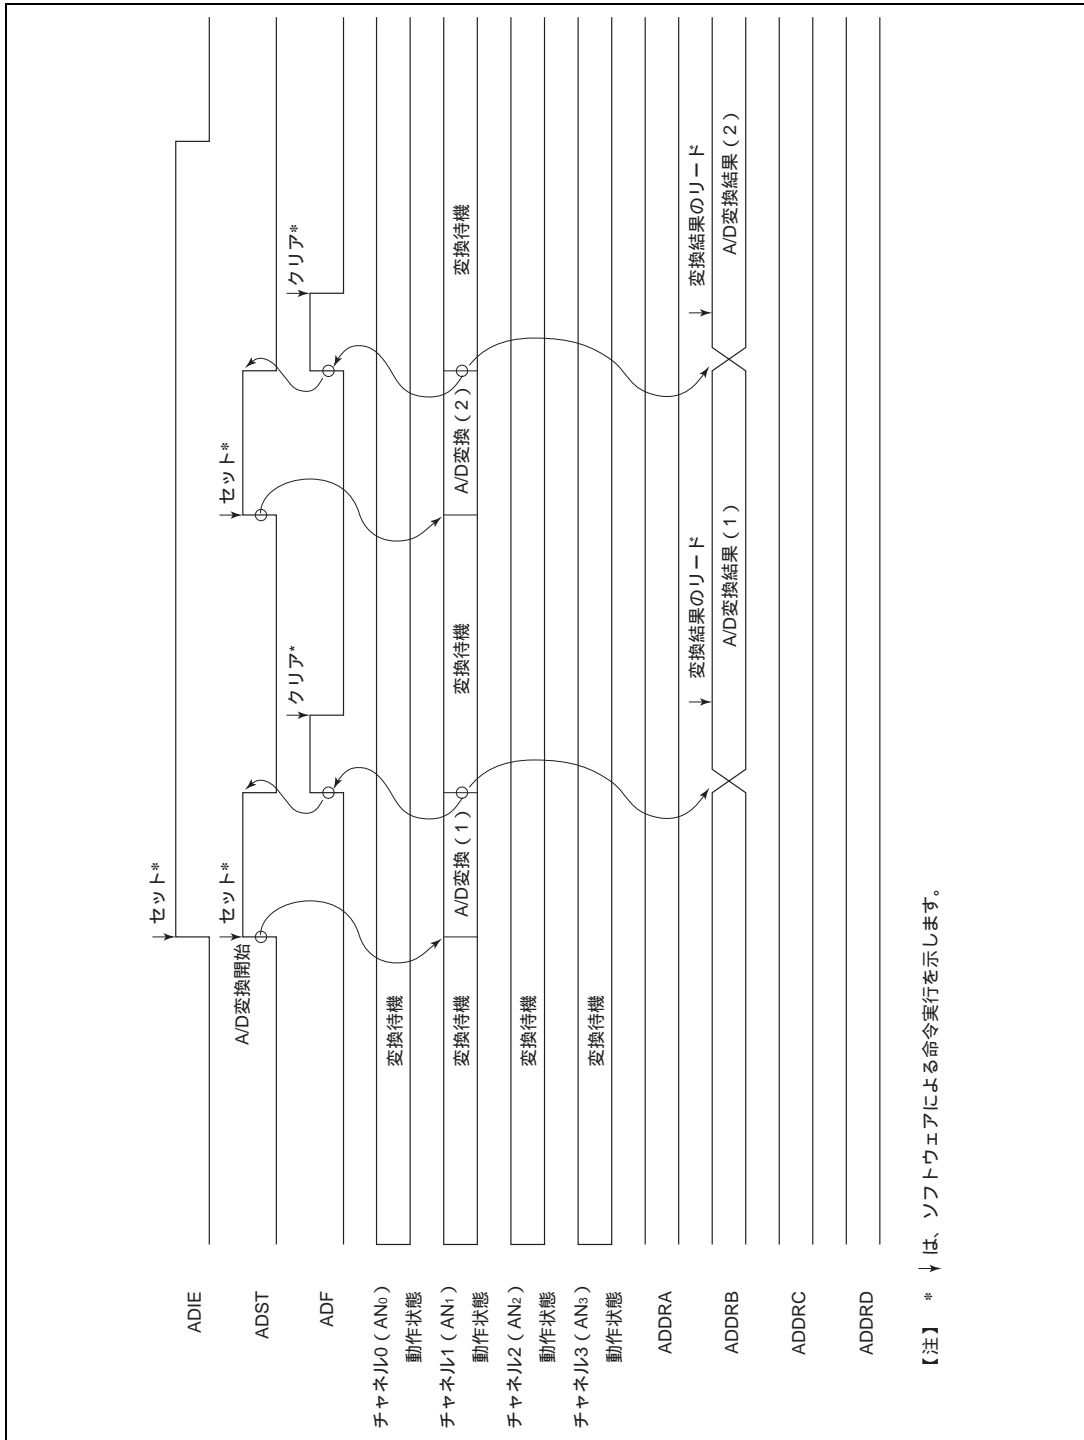 ADIE
セット*
ADST
A/D変換開始
セット*
セット*
ADF
クリア*
クリア*
チャネル0（AN0）
動作状態
変換待機
チャネル1（AN1）
動作状態
変換待機
A/D変換（1）
変換待機
A/D変換（2）
変換待機
チャネル2（AN2）
動作状態
変換待機
チャネル3（AN3）
動作状態
変換待機
ADDRA
変換結果のリード
変換結果のリード
ADDRB
A/D変換結果（1）
A/D変換結果（2）
ADDRC
ADDRD
【注】 * ↓ は、ソフトウェアによる命令実行を示します。